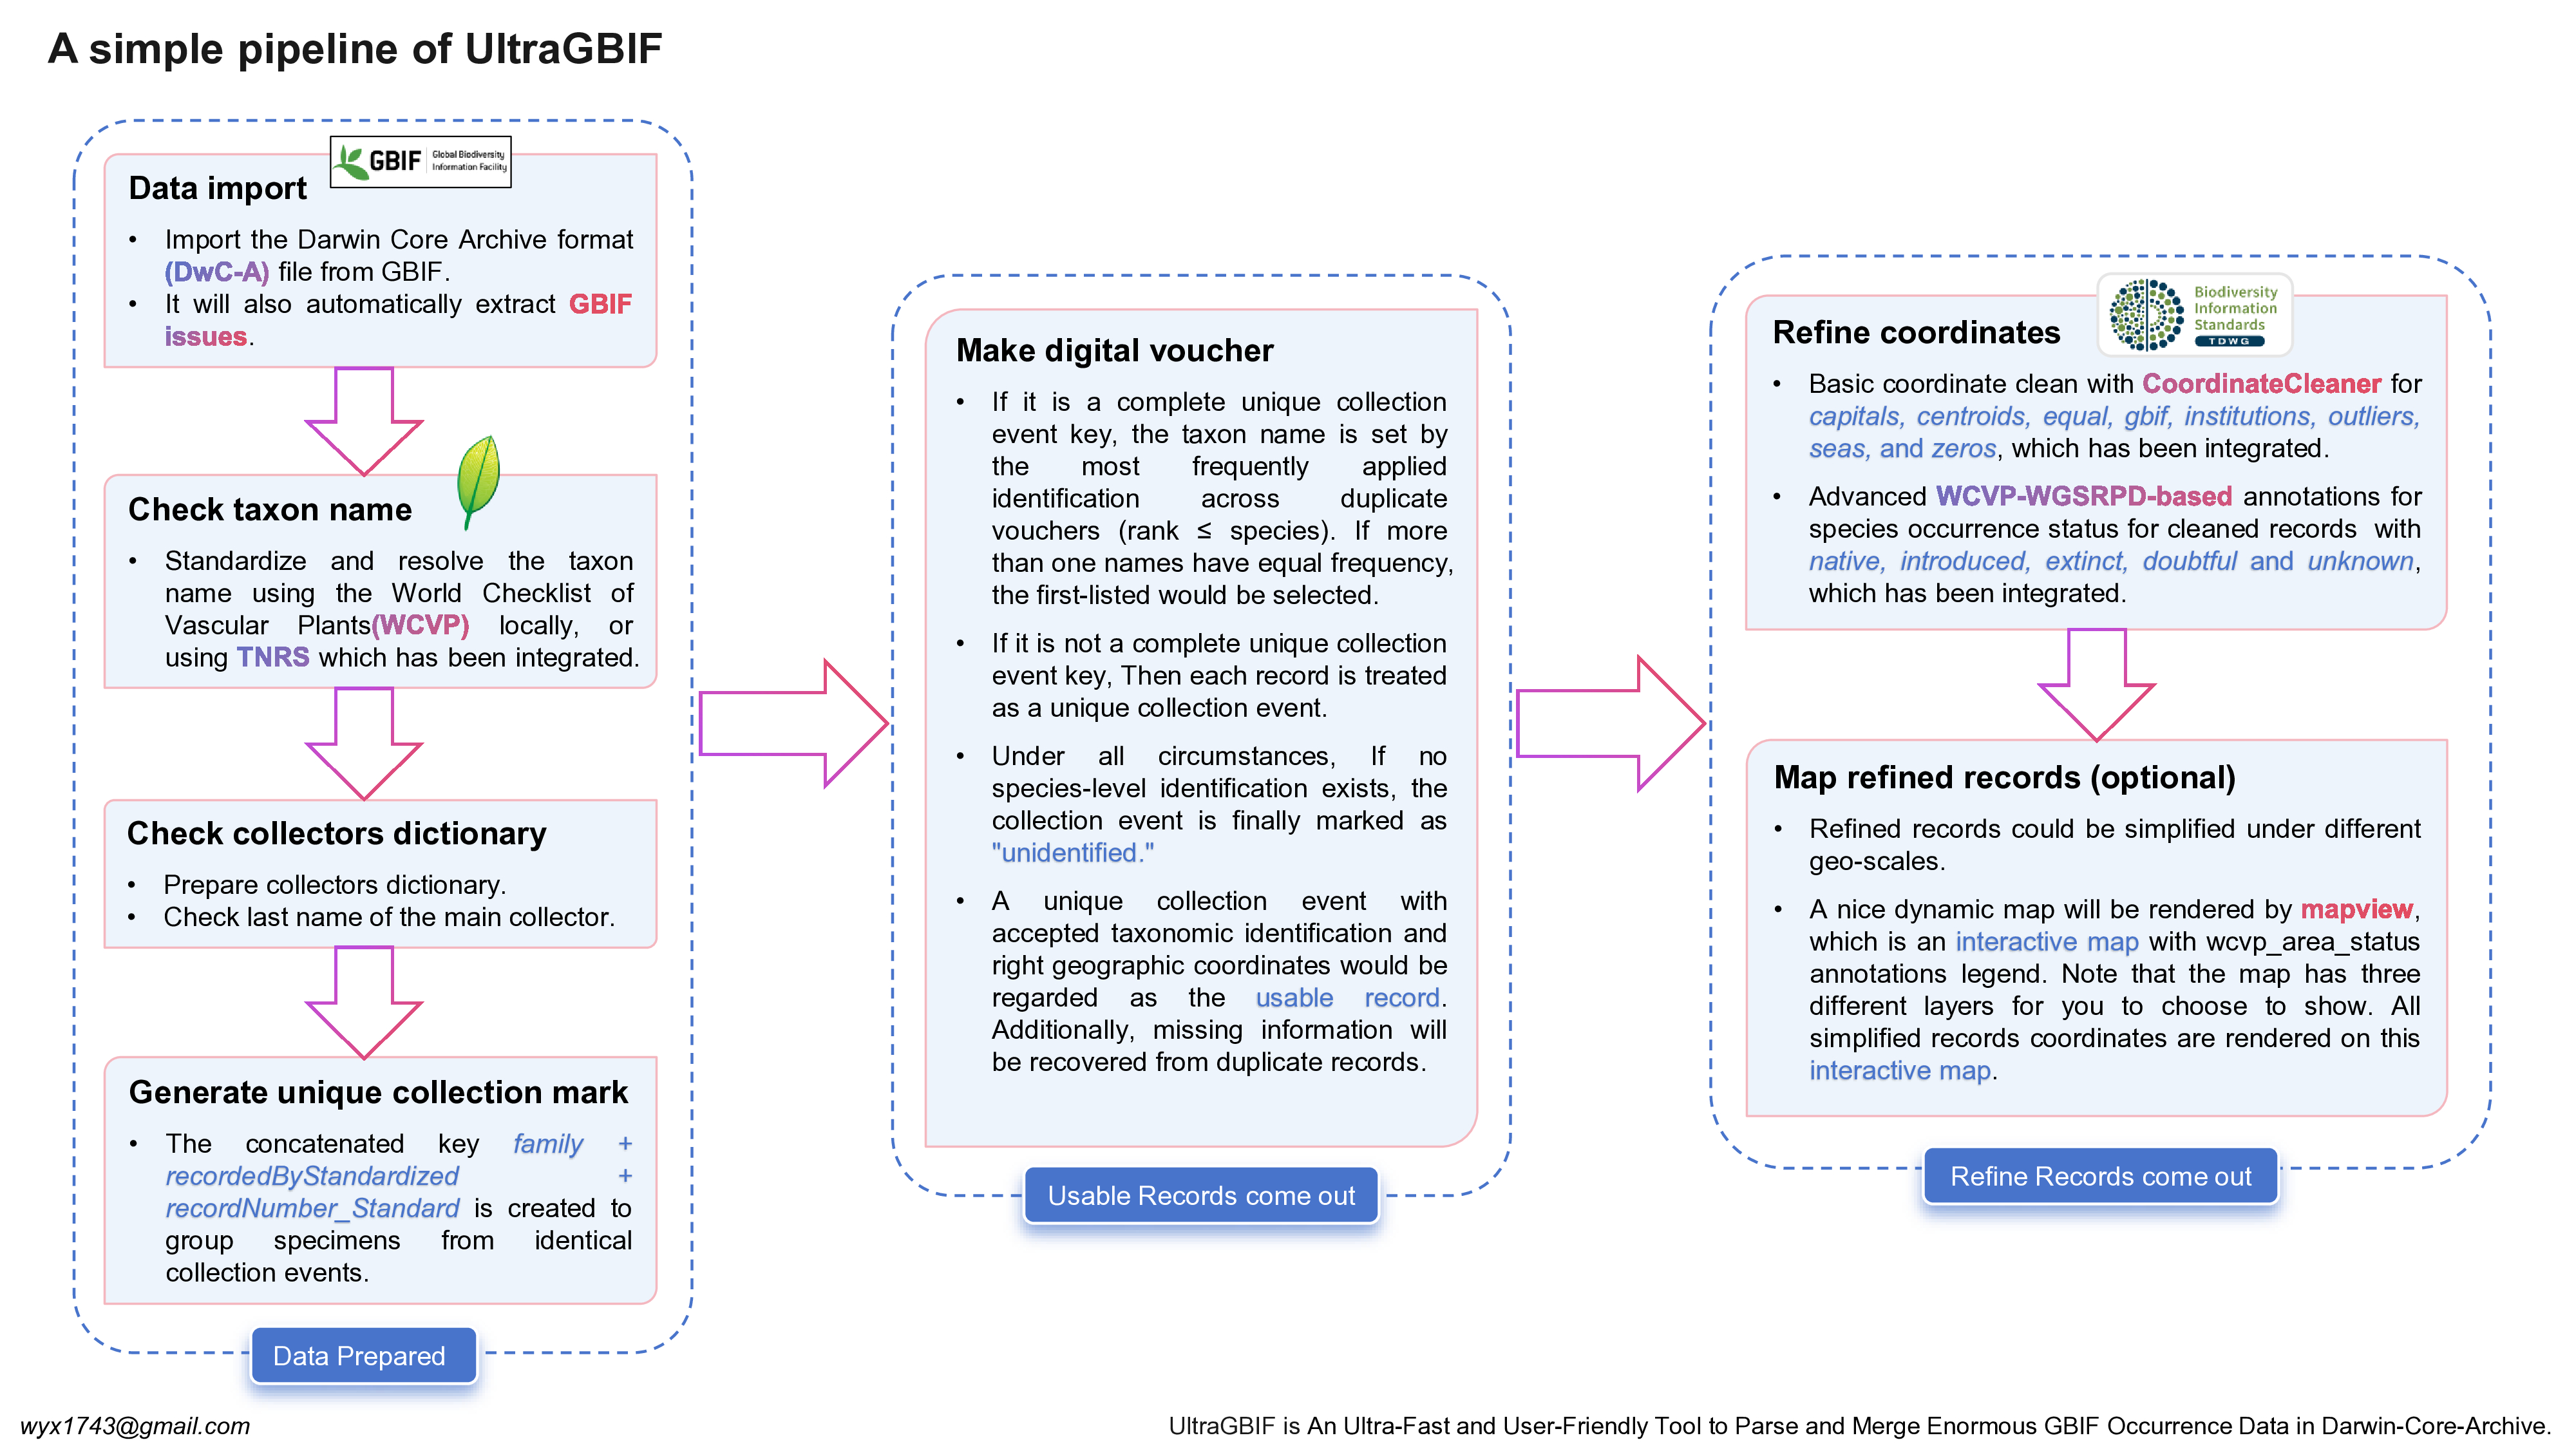 A simple pipeline of UltraGBIF
GBIF
Global Biodiversity
Information Facility
Data import
• Import the Darwin Core Archive format
(DwC-A) file from GBIF.
• It will also automatically extract GBIF
issues.
Check taxon name
• Standardize and resolve the taxon
name using the World Checklist of
Vascular Plants(WCVP) locally, or
using TNRS which has been integrated.
Check collectors dictionary
• Prepare collectors dictionary.
• Check last name of the main collector.
Generate unique collection mark
• The concatenated key family +
recordedByStandardized +
recordNumber_Standard is created to
group specimens from identical
collection events.
Data Prepared
Make digital voucher
• If it is a complete unique collection
event key, the taxon name is set by
the most frequently applied
identification across duplicate
vouchers (rank ≤ species). If more
than one names have equal frequency,
the first-listed would be selected.
• If it is not a complete unique collection
event key, Then each record is treated
as a unique collection event.
• Under all circumstances, If no
species-level identification exists, the
collection event is finally marked as
"unidentified."
• A unique collection event with
accepted taxonomic identification and
right geographic coordinates would be
regarded as the usable record.
Additionally, missing information will
be recovered from duplicate records.
Usable Records come out
Biodiversity
Information
Standards
TDWG
Refine coordinates
• Basic coordinate clean with CoordinateCleaner for
capitals, centroids, equal, gbif, institutions, outliers,
seas, and zeros, which has been integrated.
• Advanced WCVP-WGSRPD-based annotations for
species occurrence status for cleaned records with
native, introduced, extinct, doubtful and unknown,
which has been integrated.
Map refined records (optional)
• Refined records could be simplified under different
geo-scales.
• A nice dynamic map will be rendered by mapview,
which is an interactive map with wcvp_area_status
annotations legend. Note that the map has three
different layers for you to choose to show. All
simplified records coordinates are rendered on this
interactive map.
Refine Records come out
wyx1743@gmail.com
UltraGBIF is An Ultra-Fast and User-Friendly Tool to Parse and Merge Enormous GBIF Occurrence Data in Darwin-Core-Archive.